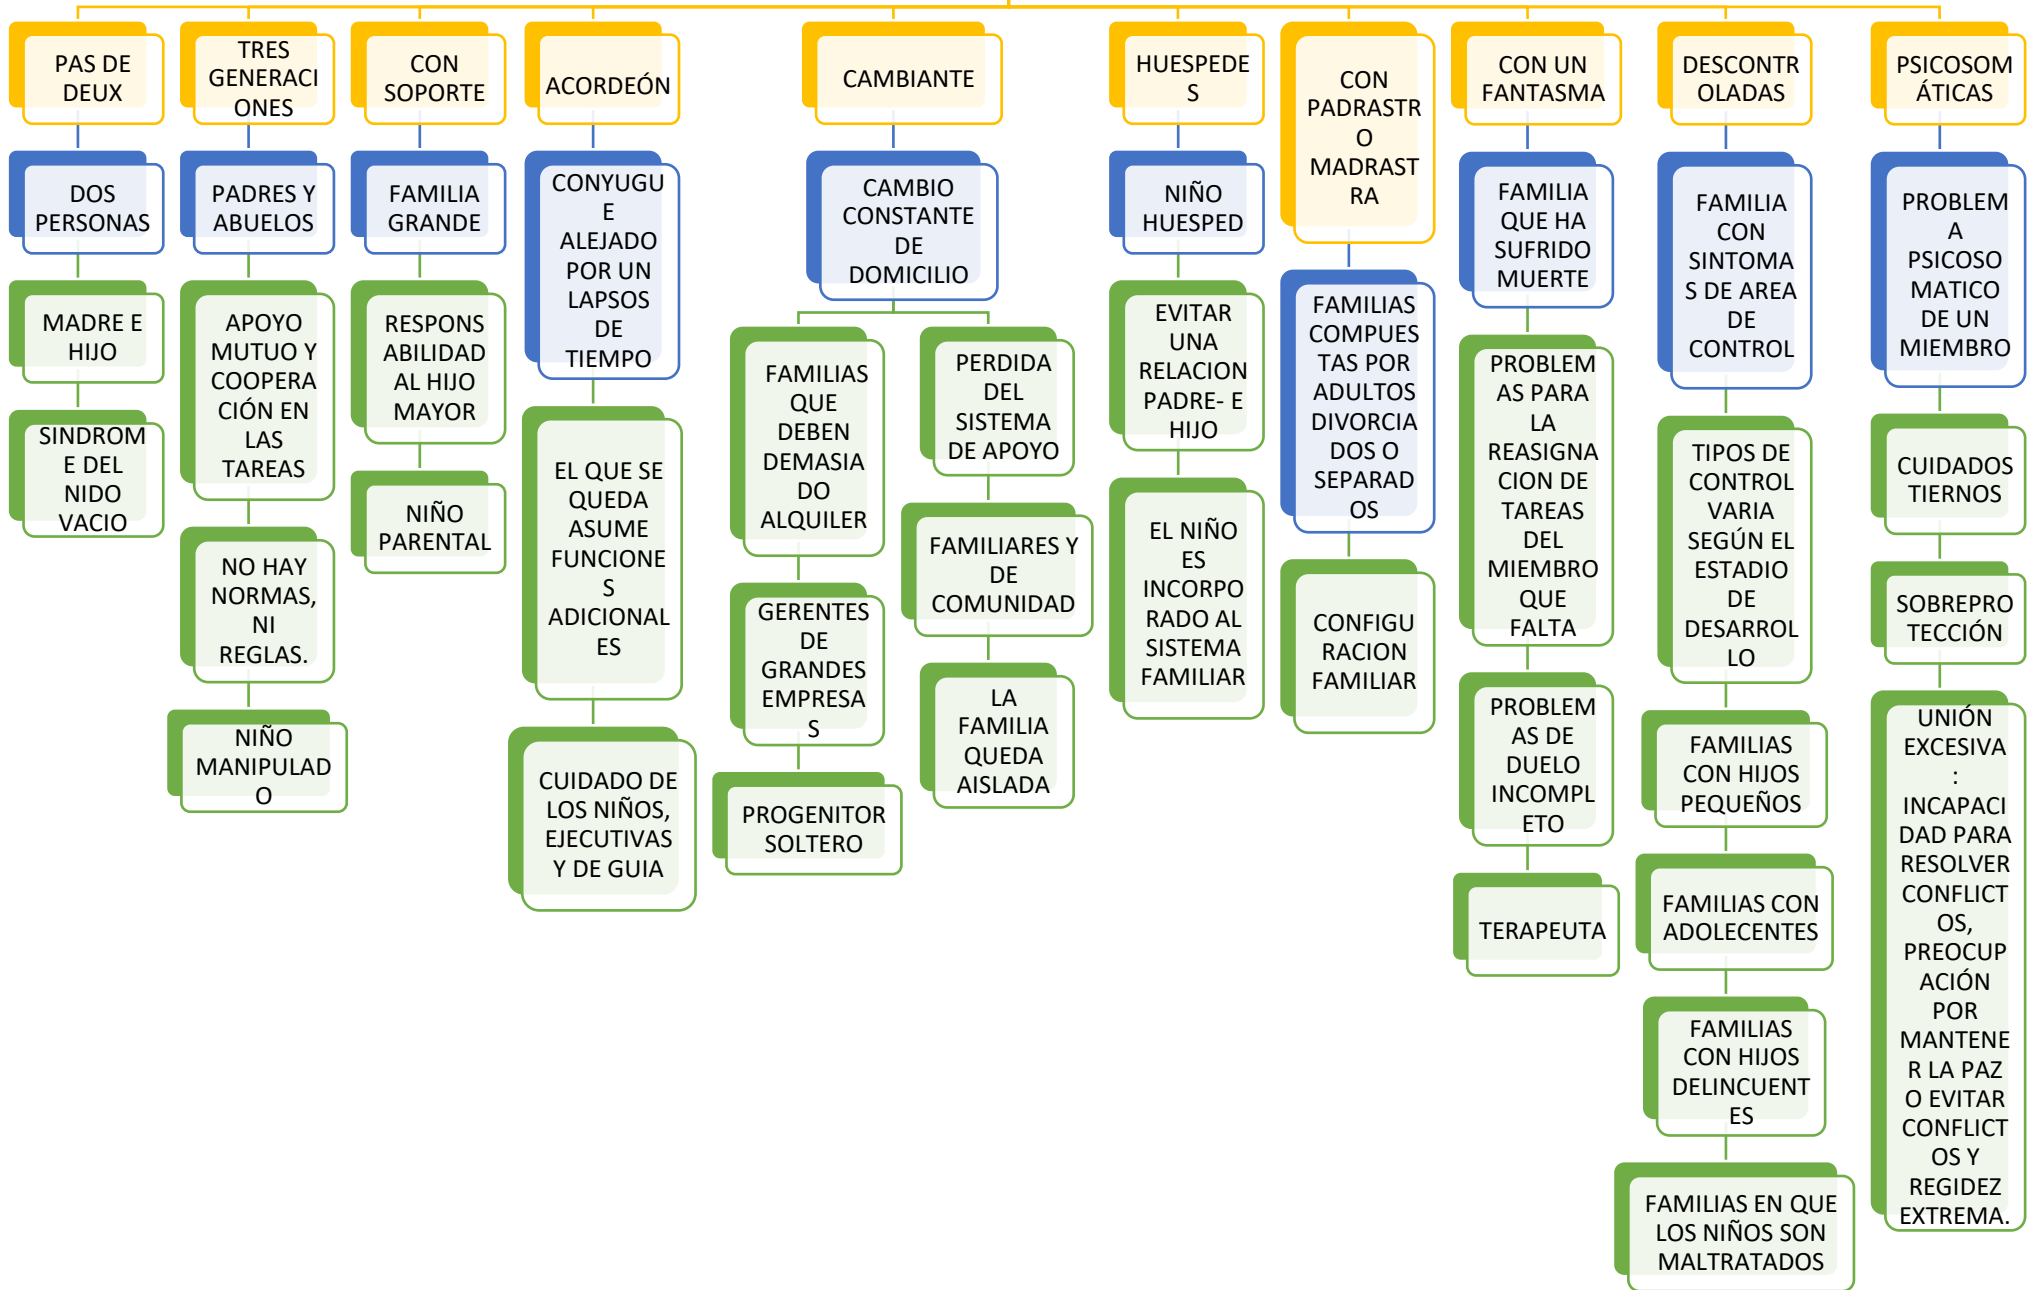 PAS DE
DEUX
DOS
PERSONAS
MADRE E
HIJO
SINDROM
E DEL
NIDO
VACIO
TRES
GENERACI
ONES
PADRES Y
ABUELOS
APOYO
MUTUO Y
COOPERA
CIÓN EN
LAS
TAREAS
NO HAY
NORMAS,
NI
REGLAS.
NIÑO
MANIPULAD
O
CON
SOPORTE
FAMILIA
GRANDE
RESPONS
ABILIDAD
AL HIJO
MAYOR
NIÑO
PARENTAL
ACORDEÓN
CONYUGU
E
ALEJADO
POR UN
LAPSOS
DE
TIEMPO
EL QUE SE
QUEDA
ASUME
FUNCIONE
S
ADICIONAL
ES
CUIDADO DE
LOS NIÑOS,
EJECUTIVAS
Y DE GUIA
CAMBIANTE
CAMBIO
CONSTANTE
DE
DOMICILIO
FAMILIAS
QUE
DEBEN
DEMASIA
DO
ALQUILER
GERENTES
DE
GRANDES
EMPRESA
S
PROGENITOR
SOLTERO
PERDIDA
DEL
SISTEMA
DE APOYO
FAMILIARES Y
DE
COMUNIDAD
LA
FAMILIA
QUEDA
AISLADA
HUESPEDE
S
NIÑO
HUESPED
EVITAR
UNA
RELACION
PADRE- E
HIJO
EL NIÑO
ES
INCORPO
RADO AL
SISTEMA
FAMILIAR
CON
PADRASTR
O
MADRAST
RA
FAMILIAS
COMPUES
TAS POR
ADULTOS
DIVORCIA
DOS O
SEPARAD
OS
CONFIGU
RACION
FAMILIAR
CON UN
FANTASMA
FAMILIA
QUE HA
SUFRIDO
MUERTE
PROBLEM
AS PARA
LA
REASIGNA
CION DE
TAREAS
DEL
MIEMBRO
QUE
FALTA
PROBLEM
AS DE
DUELO
INCOMPL
ETO
TERAPEUTA
DESCONTR
OLADAS
FAMILIA
CON
SINTOMA
S DE AREA
DE
CONTROL
TIPOS DE
CONTROL
VARIA
SEGÚN EL
ESTADIO
DE
DESARROL
LO
FAMILIAS
CON HIJOS
PEQUEÑOS
FAMILIAS CON
ADOLECENTES
FAMILIAS
CON HIJOS
DELINCUENT
ES
FAMILIAS EN QUE
LOS NIÑOS SON
MALTRATADOS
PSICOSOM
ÁTICAS
PROBLEM
A
PSICOSO
MATICO
DE UN
MIEMBRO
CUIDADOS
TIERNOS
SOBREPRO
TECCIÓN
UNIÓN
EXCESIVA
:
INCAPACI
DAD PARA
RESOLVER
CONFLICT
OS,
PREOCUP
ACIÓN
POR
MANTENE
R LA PAZ
O EVITAR
CONFLICT
OS Y
REGIDEZ
EXTREMA.